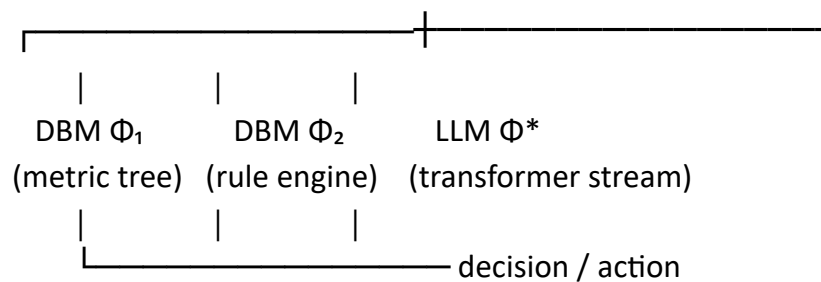 DBM Φ₁ DBM Φ₂ LLM Φ*
(metric tree) (rule engine) (transformer stream)
decision / action